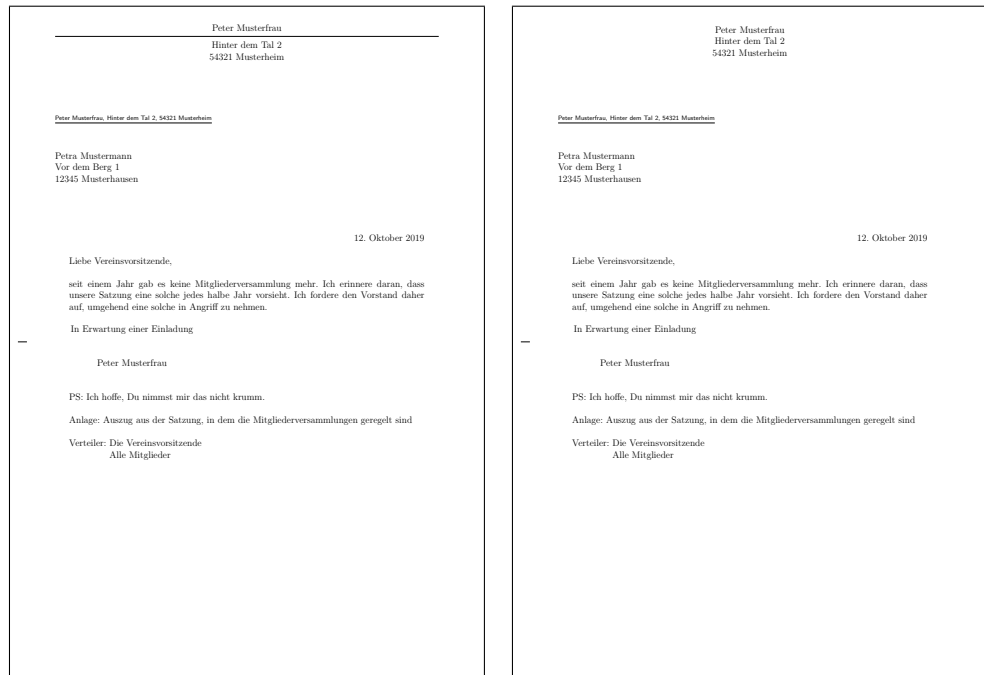 Peter Musterfrau
Hinter dem Tal 2
54321 Musterheim
Peter Musterfrau, Hinter dem Tal 2, 54321 Musterheim
Petra Mustermann
Vor dem Berg 1
12345 Musterhausen
12. Oktober 2019
Liebe Vereinsvorsitzende,
seit einem Jahr gab es keine Mitgliederversammlung mehr. Ich erinnere daran, dass
unsere Satzung eine solche jedes halbe Jahr vorsieht. Ich fordere den Vorstand daher
auf, umgehend eine solche in Angriff zu nehmen.
In Erwartung einer Einladung
Peter Musterfrau
PS: Ich hoffe, Du nimmst mir das nicht krumm.
Anlage: Auszug aus der Satzung, in dem die Mitgliederversammlungen geregelt sind
Verteiler: Die Vereinsvorsitzende
Alle Mitglieder
Peter Musterfrau
Hinter dem Tal 2
54321 Musterheim
Peter Musterfrau, Hinter dem Tal 2, 54321 Musterheim
Petra Mustermann
Vor dem Berg 1
12345 Musterhausen
12. Oktober 2019
Liebe Vereinsvorsitzende,
seit einem Jahr gab es keine Mitgliederversammlung mehr. Ich erinnere daran, dass
unsere Satzung eine solche jedes halbe Jahr vorsieht. Ich fordere den Vorstand daher
auf, umgehend eine solche in Angriff zu nehmen.
In Erwartung einer Einladung
Peter Musterfrau
PS: Ich hoffe, Du nimmst mir das nicht krumm.
Anlage: Auszug aus der Satzung, in dem die Mitgliederversammlungen geregelt sind
Verteiler: Die Vereinsvorsitzende
Alle Mitglieder